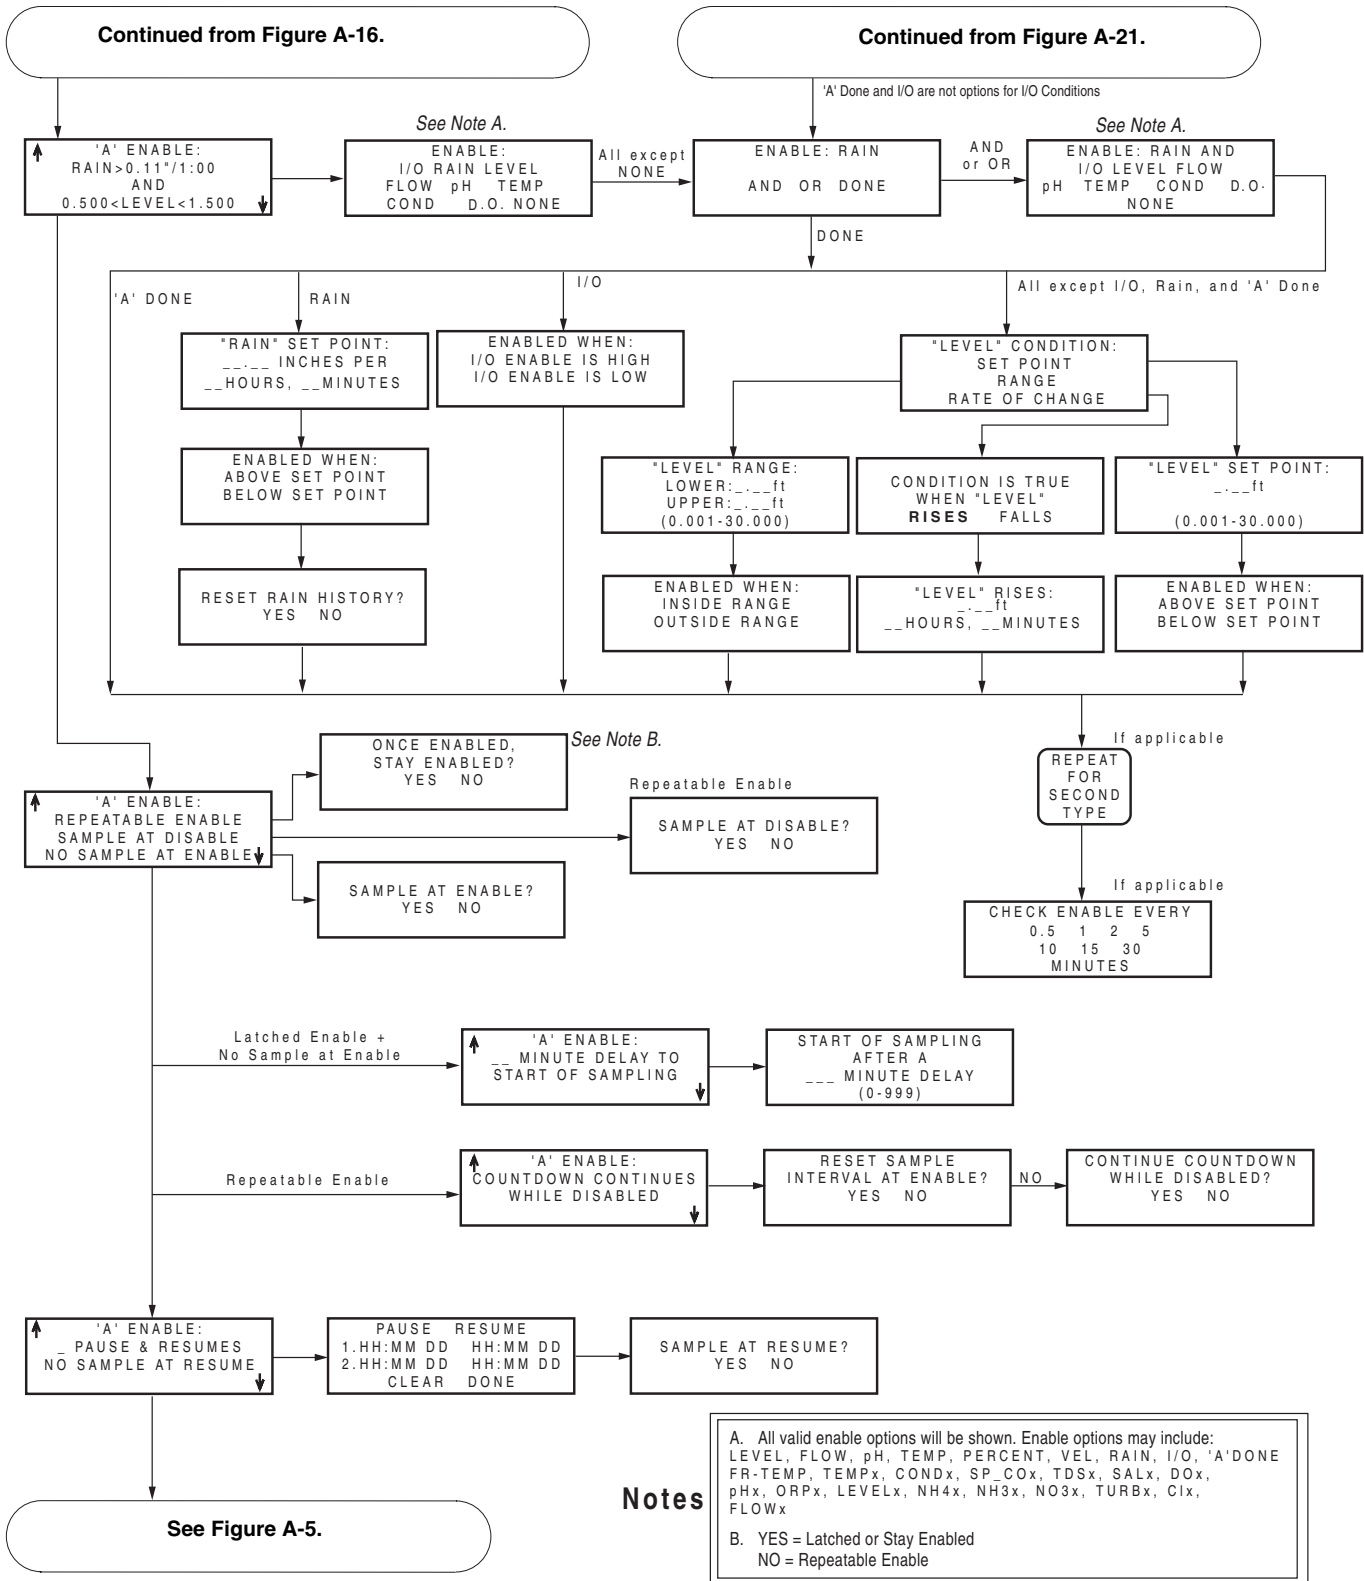 Continued from Figure A-16.
Continued from Figure A-21.
'A' Done and I/O are not options for I/O Conditions
'A' ENABLE:
RAIN>0.11"/1:00
AND
0.500<LEVEL<1.500
See Note A.
ENABLE:
I/O RAIN LEVEL
FLOW pH TEMP
COND D.O. NONE
All except
NONE
ENABLE: RAIN
AND OR DONE
AND
or OR
See Note A.
ENABLE: RAIN AND
I/O LEVEL FLOW
pH TEMP COND D.O.
NONE
DONE
'A' DONE
RAIN
I/O
All except I/O, Rain, and 'A' Done
"RAIN" SET POINT:
__.__ INCHES PER
__HOURS, __MINUTES
ENABLED WHEN:
I/O ENABLE IS HIGH
I/O ENABLE IS LOW
"LEVEL" CONDITION:
SET POINT
RANGE
RATE OF CHANGE
ENABLED WHEN:
ABOVE SET POINT
BELOW SET POINT
"LEVEL" RANGE:
LOWER:_.__ft
UPPER:_.__ft
(0.001-30.000)
CONDITION IS TRUE
WHEN "LEVEL"
RISES FALLS
"LEVEL" SET POINT:
_.__ft
(0.001-30.000)
RESET RAIN HISTORY?
YES NO
ENABLED WHEN:
INSIDE RANGE
OUTSIDE RANGE
"LEVEL" RISES:
_.__ft
__HOURS, __MINUTES
ENABLED WHEN:
ABOVE SET POINT
BELOW SET POINT
If applicable
REPEAT
FOR
SECOND
TYPE
If applicable
CHECK ENABLE EVERY
0.5 1 2 5
10 15 30
MINUTES
ONCE ENABLED,
STAY ENABLED?
YES NO
See Note B.
'A' ENABLE:
REPEATABLE ENABLE
SAMPLE AT DISABLE
NO SAMPLE AT ENABLE
Repeatable Enable
SAMPLE AT DISABLE?
YES NO
SAMPLE AT ENABLE?
YES NO
Latched Enable +
No Sample at Enable
'A' ENABLE:
__ MINUTE DELAY TO
START OF SAMPLING
START OF SAMPLING
AFTER A
___ MINUTE DELAY
(0-999)
Repeatable Enable
'A' ENABLE:
COUNTDOWN CONTINUES
WHILE DISABLED
RESET SAMPLE
INTERVAL AT ENABLE?
YES NO
NO
CONTINUE COUNTDOWN
WHILE DISABLED?
YES NO
'A' ENABLE:
_ PAUSE & RESUMES
NO SAMPLE AT RESUME
PAUSE RESUME
1.HH:MM DD HH:MM DD
2.HH:MM DD HH:MM DD
CLEAR DONE
SAMPLE AT RESUME?
YES NO
See Figure A-5.
Notes
A. All valid enable options will be shown. Enable options may include:
LEVEL, FLOW, pH, TEMP, PERCENT, VEL, RAIN, I/O, 'A'DONE
FR-TEMP, TEMPx, CONDx, SP_COx, TDSx, SALx, DOx,
pHx, ORPx, LEVELx, NH4x, NH3x, NO3x, TURBx, Clx,
FLOWx
B. YES = Latched or Stay Enabled
NO = Repeatable Enable